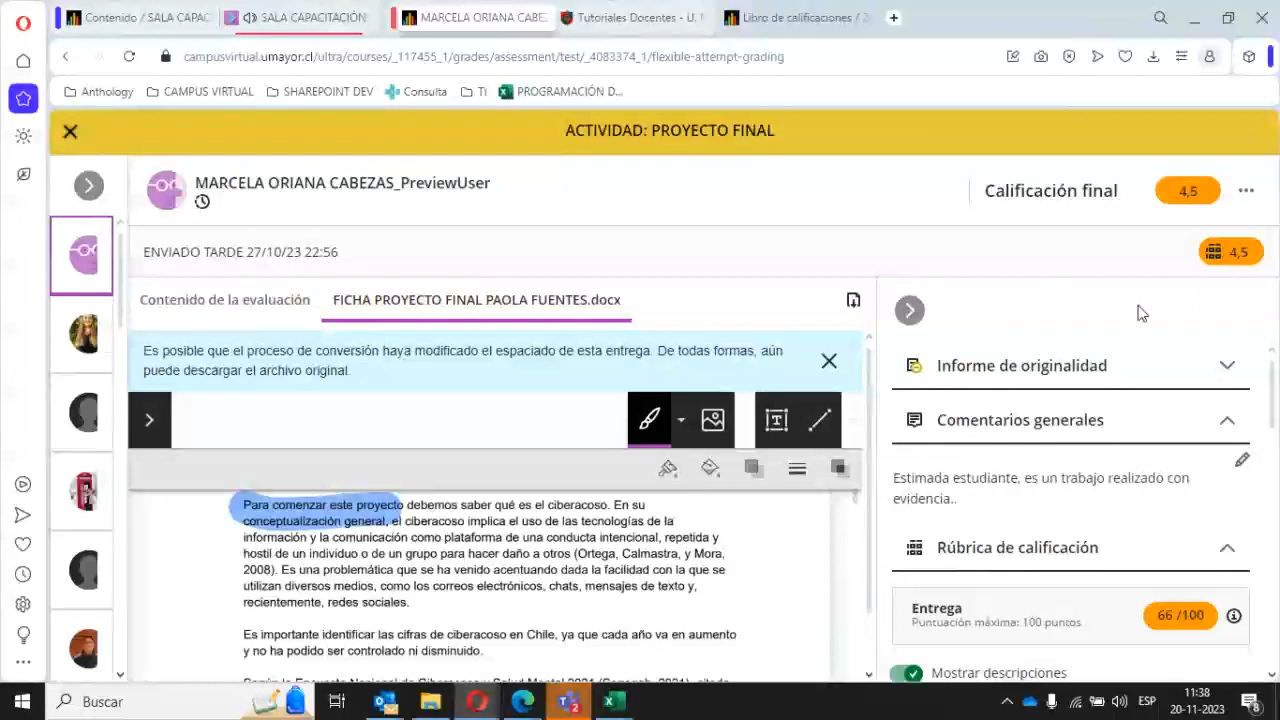 Contenido / SALA CAPAC
SALA CAPACITACIÓN
MARCELA ORIANA CABEZ
Tutoriales Docentes - U.
Libro de calificaciones /
campusvirtual.umayor.cl/ultra/courses/_117455_1/grades/assessment/test/_4083374_1/flexible-attempt-grading
Anthology
CAMPUS VIRTUAL
SHAREPOINT DEV
Consulta
TI
PROGRAMACIÓN D...
ACTIVIDAD: PROYECTO FINAL
MARCELA ORIANA CABEZAS_PreviewUser
Calificación final
4,5
ENVIADO TARDE 27/10/23 22:56
4,5
Contenido de la evaluación
FICHA PROYECTO FINAL PAOLA FUENTES.docx
Es posible que el proceso de conversión haya modificado el espaciado de esta entrega. De todas formas, aún
puede descargar el archivo original.
Para comenzar este proyecto debemos saber qué es el ciberacoso. En su
conceptualización general, el ciberacoso implica el uso de las tecnologías de la
información y la comunicación como plataforma de una conducta intencional, repetida y
hostil de un individuo o de un grupo para hacer daño a otros (Ortega, Calmastra, y Mora,
2008). Es una problemática que se ha venido acentuando dada la facilidad con la que se
utilizan diversos medios, como los correos electrónicos, chats, mensajes de texto y,
recientemente, redes sociales.
Es importante identificar las cifras de ciberacoso en Chile, ya que cada año va en aumento
y no ha podido ser controlado ni disminuido.
Informe de originalidad
Comentarios generales
Estimada estudiante, es un trabajo realizado con
evidencia..
Rúbrica de calificación
Entrega
Puntuación máxima: 100 puntos
66 /100
Mostrar descripciones
Buscar
ESP
11:38
20-11-2023
8